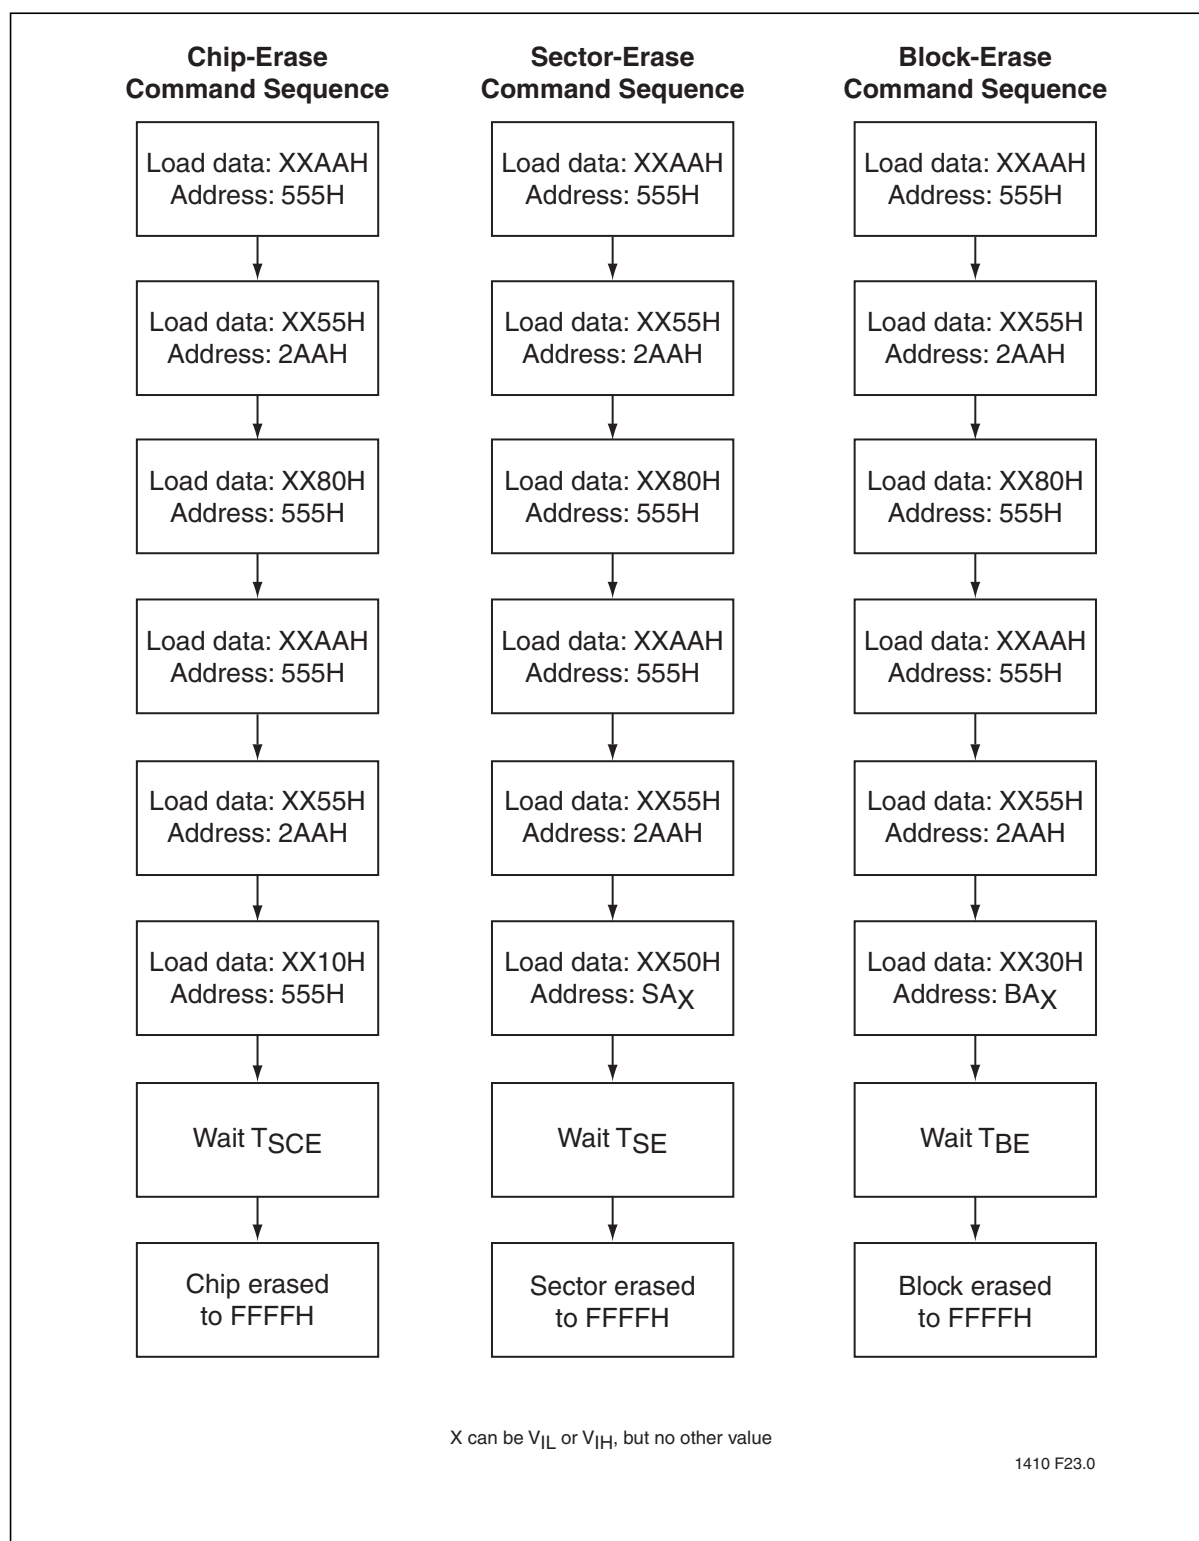 Chip-Erase
Command Sequence
Load data: XXAAH
Address: 555H
Load data: XX55H
Address: 2AAH
Load data: XX80H
Address: 555H
Load data: XXAAH
Address: 555H
Load data: XX55H
Address: 2AAH
Load data: XX10H
Address: 555H
Wait TSCE
Chip erased
to FFFFH
Sector-Erase
Command Sequence
Load data: XXAAH
Address: 555H
Load data: XX55H
Address: 2AAH
Load data: XX80H
Address: 555H
Load data: XXAAH
Address: 555H
Load data: XX55H
Address: 2AAH
Load data: XX50H
Address: SAX
Wait TSE
Sector erased
to FFFFH
Block-Erase
Command Sequence
Load data: XXAAH
Address: 555H
Load data: XX55H
Address: 2AAH
Load data: XX80H
Address: 555H
Load data: XXAAH
Address: 555H
Load data: XX55H
Address: 2AAH
Load data: XX30H
Address: BAX
Wait TBE
Block erased
to FFFFH
X can be VIL or VIH, but no other value
1410 F23.0